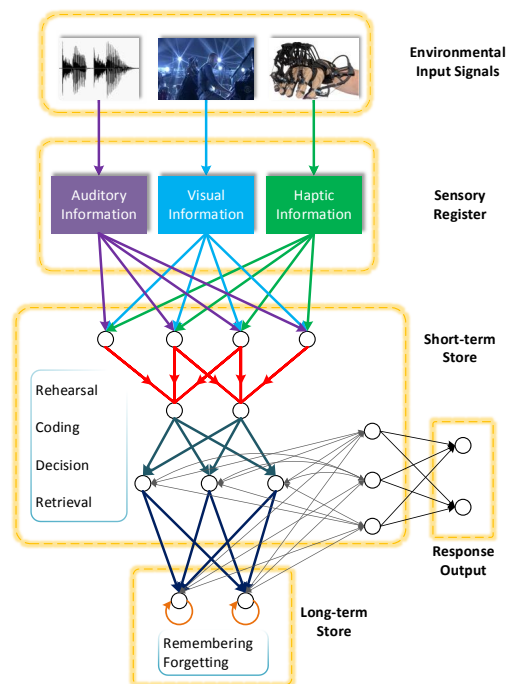 Environmental
Input Signals
Auditory
Information
Visual
Information
Haptic
Information
Sensory
Register
Short-term
Store
Rehearsal
Coding
Decision
Retrieval
Response
Output
Long-term
Store
Remembering
Forgetting